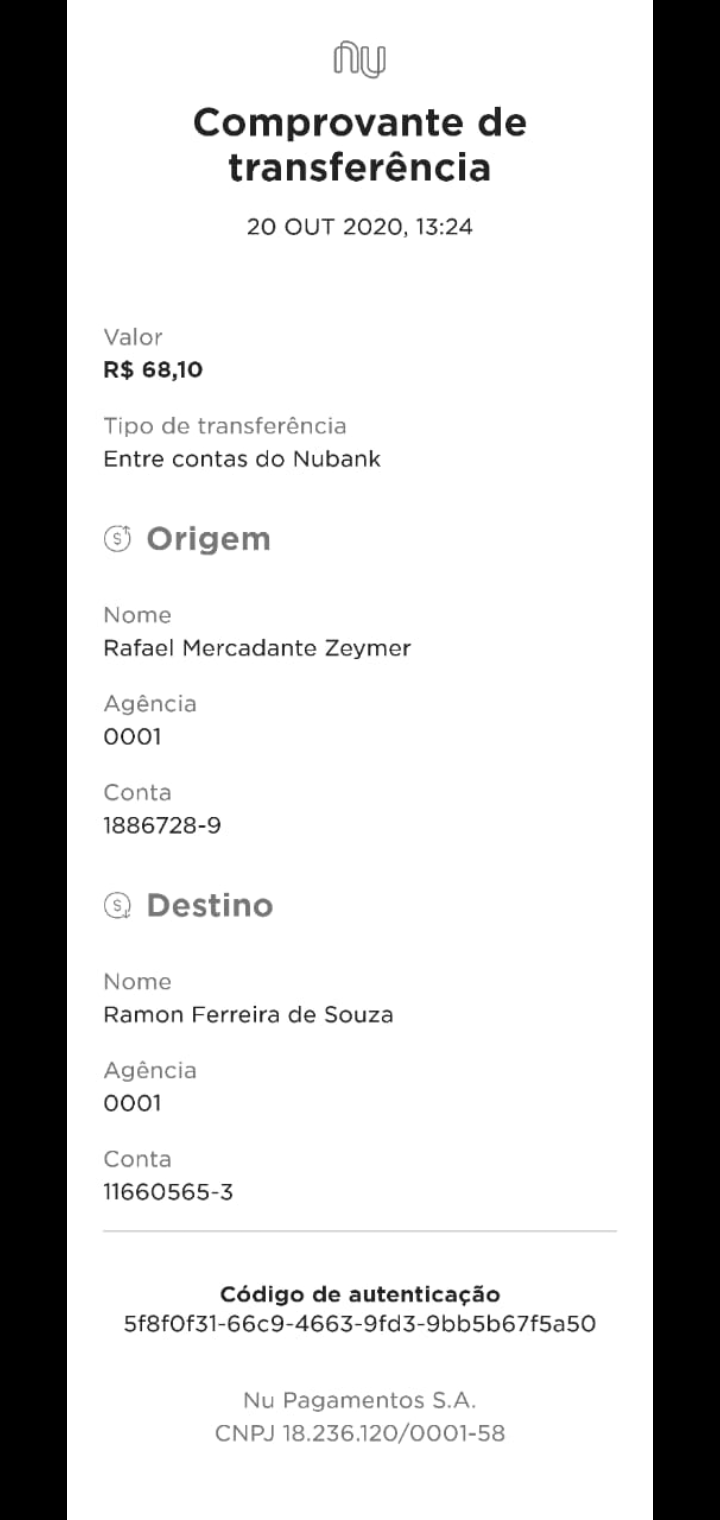 nu
Comprovante de
transferência
20 OUT 2020, 13:24
Valor
R$ 68,10
Tipo de transferência
Entre contas do Nubank
Origem
Nome
Rafael Mercadante Zeymer
Agência
0001
Conta
1886728-9
Destino
Nome
Ramon Ferreira de Souza
Agência
0001
Conta
11660565-3
Código de autenticação
5f8f0f31-66c9-4663-9fd3-9bb5b67f5a50
Nu Pagamentos S.A.
CNPJ 18.236.120/0001-58